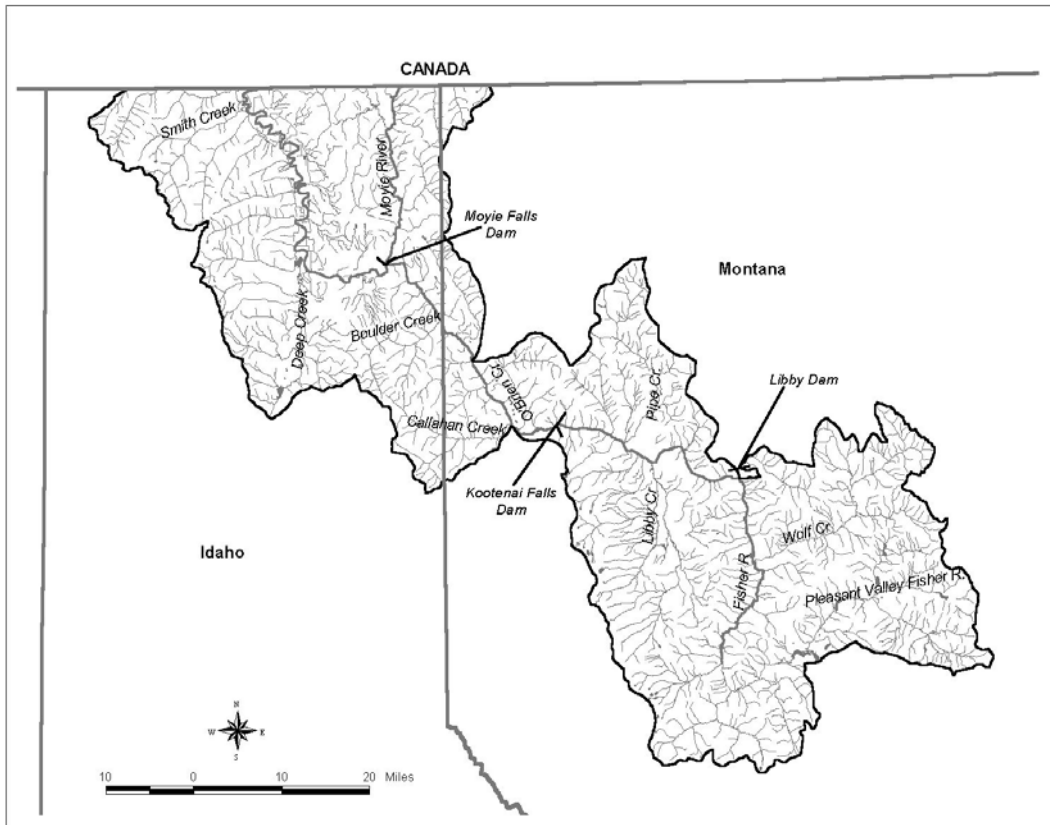 CANADA
Smith Creek
Moyie River
Moyie Falls
Dam
Montana
Deep Creek
Boulder Creek
O'Brien Cr.
Pipe Cr.
Libby Dam
Callahan Creek
Kootenai Falls
Dam
Libby Cr
Idaho
Wolf Cr.
Fisher R.
Pleasant Valley Fisher R.
N
W
E
S
10 0 10 20 Miles